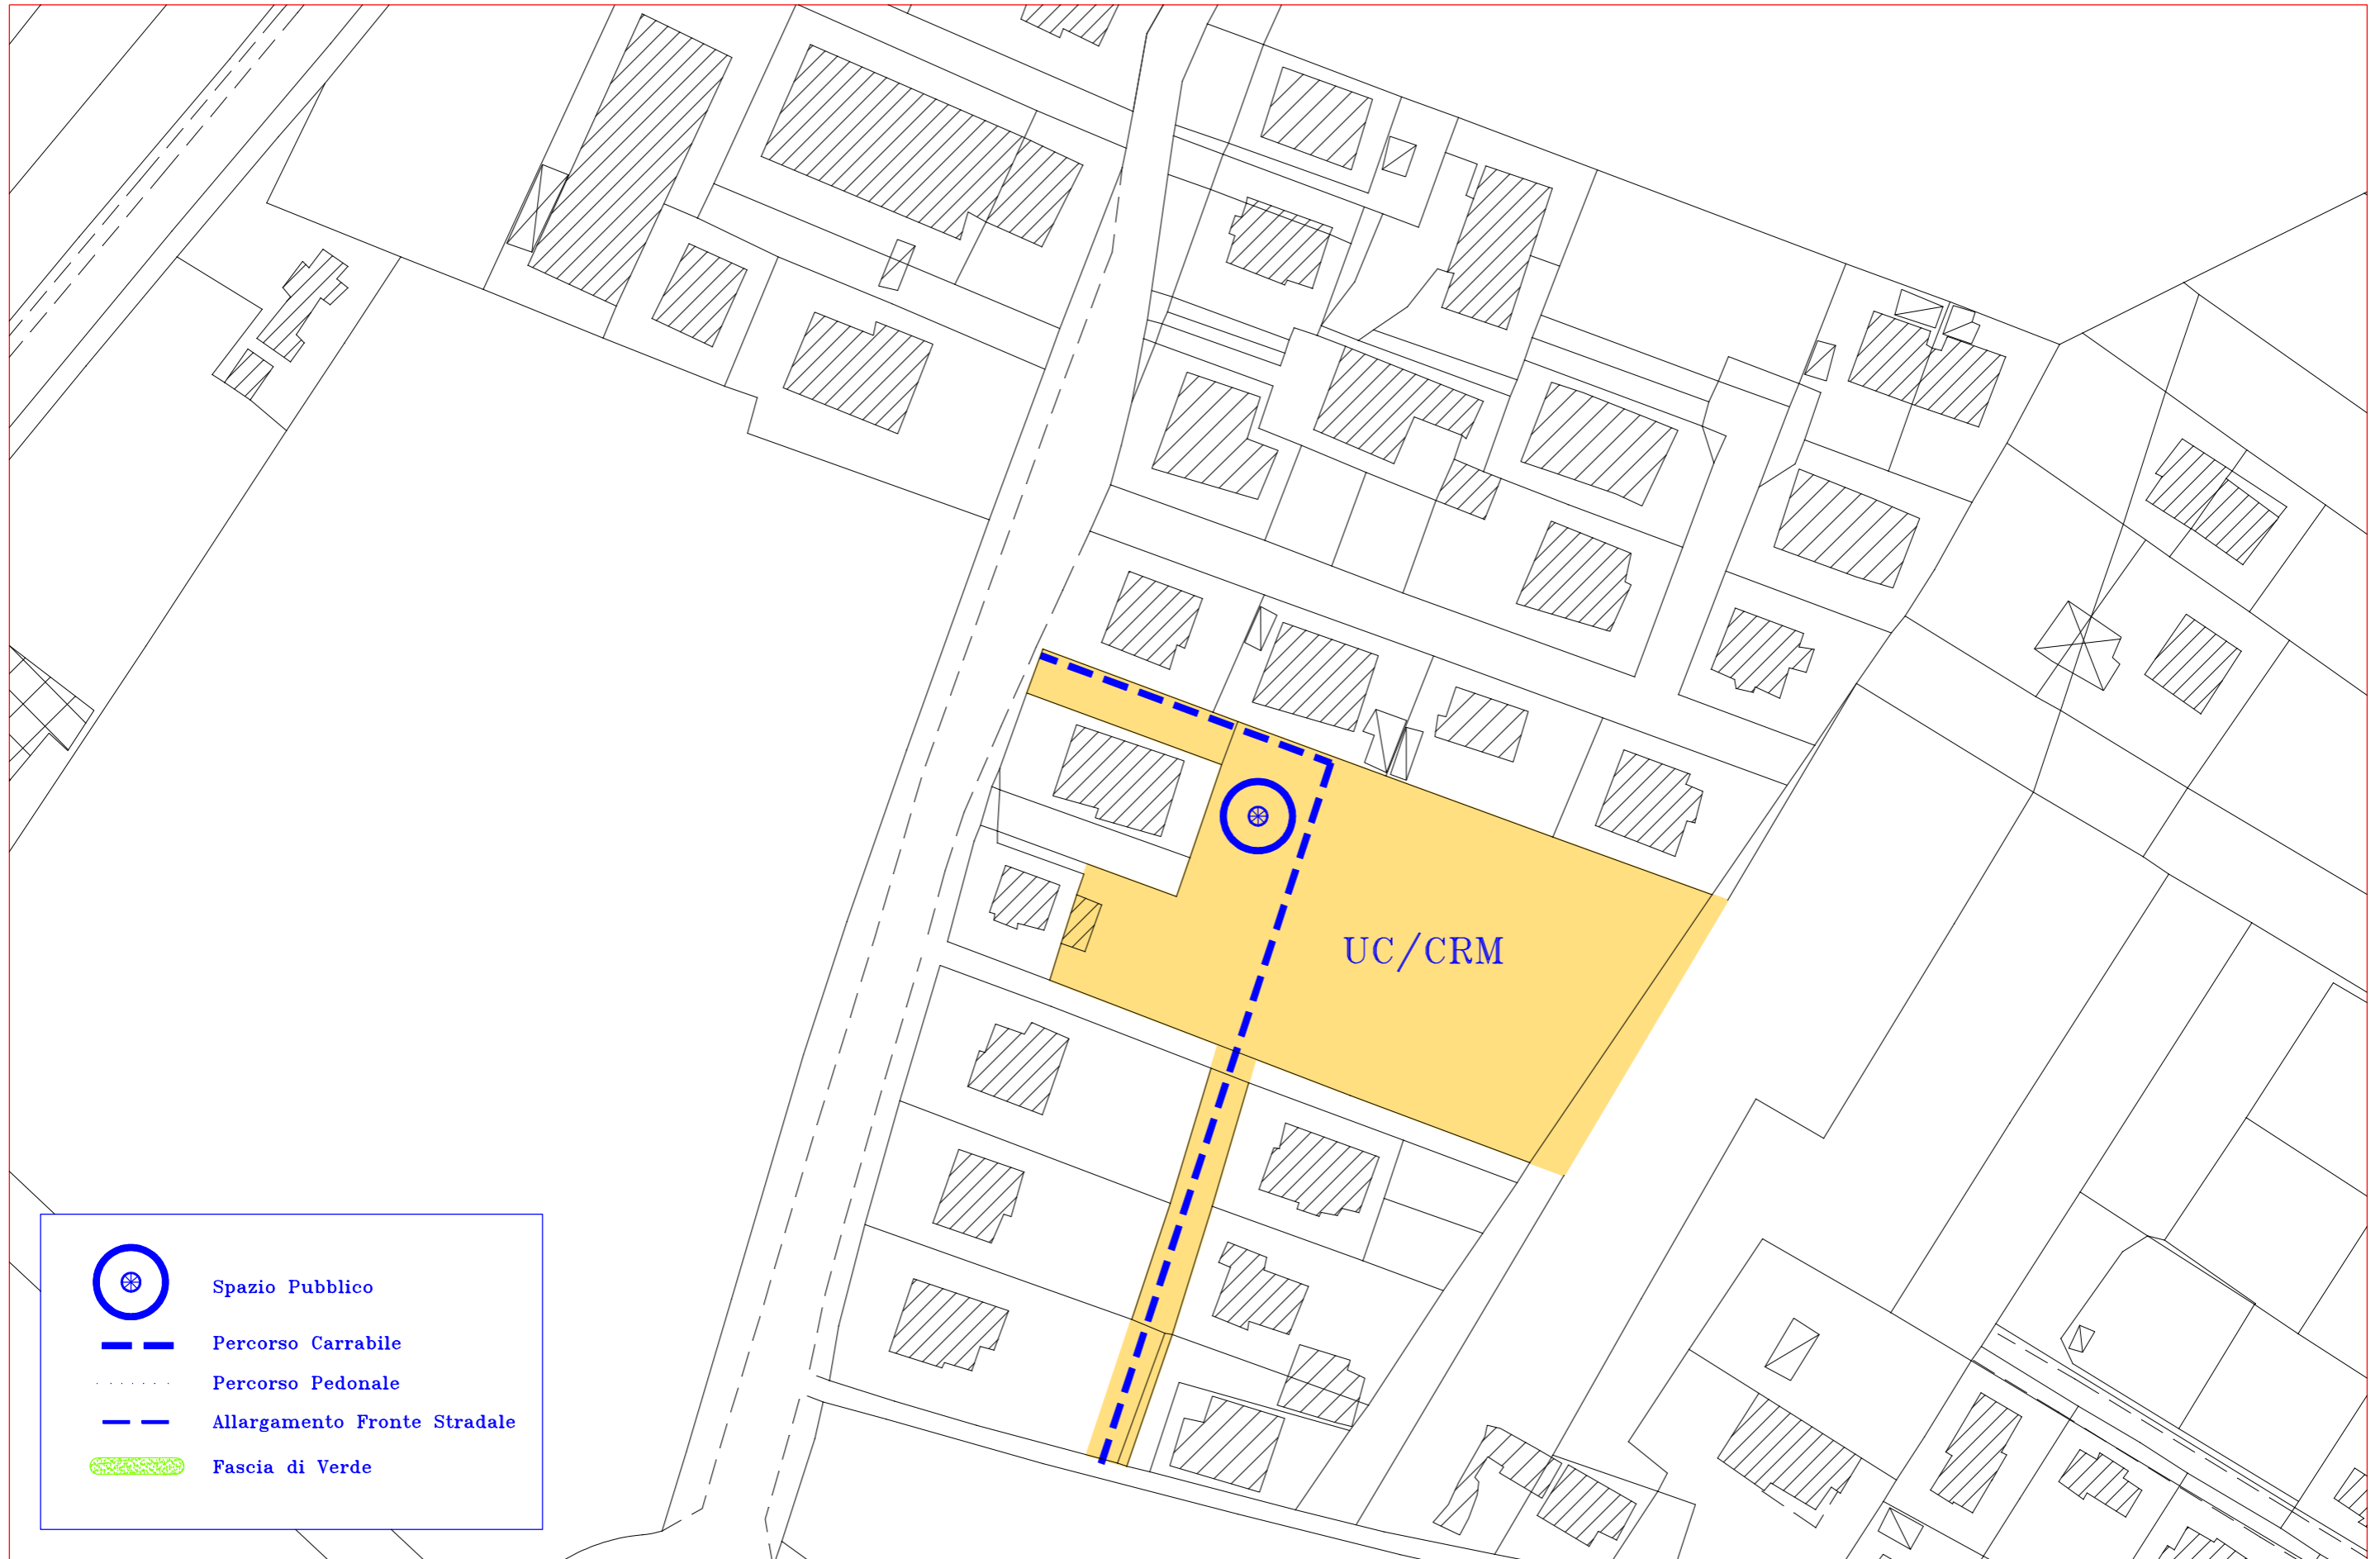 UC/CRM
Spazio Pubblico
Percorso Carrabile
Percorso Pedonale
Allargamento Fronte Stradale
Fascia di Verde